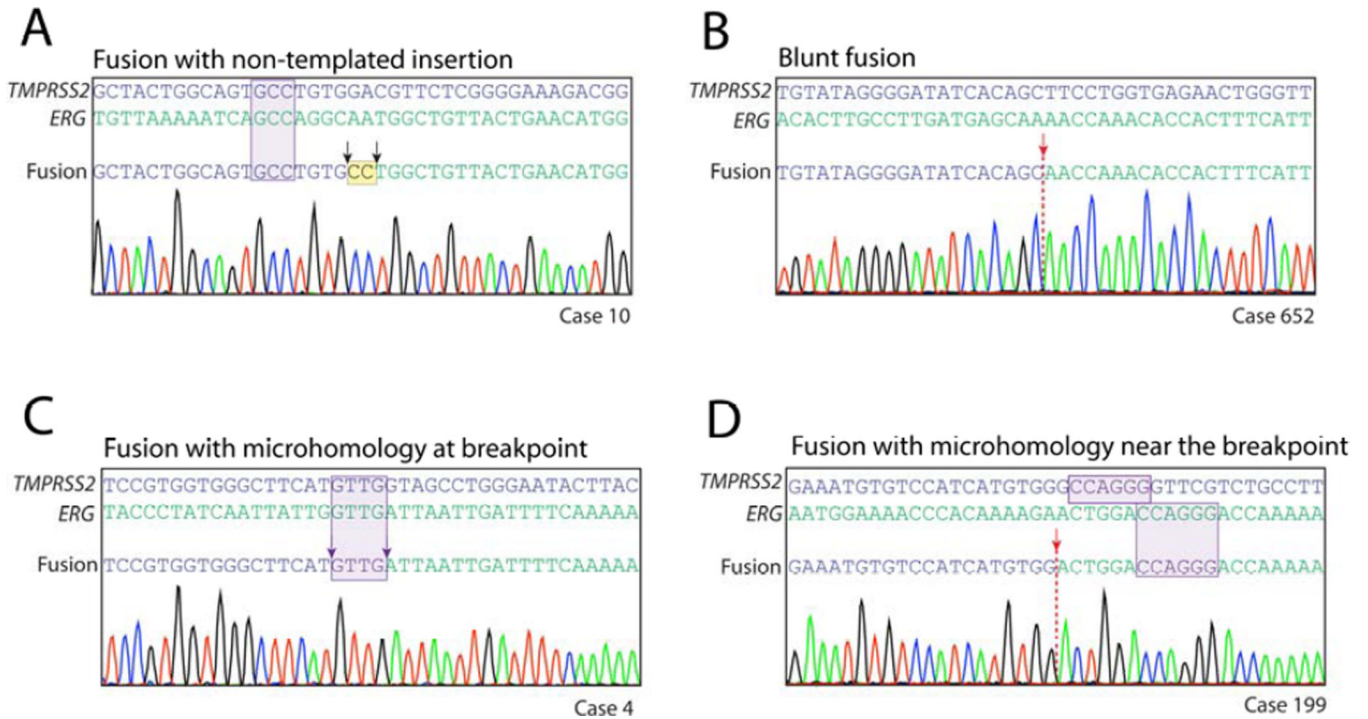 A
Fusion with non-templated insertion
TMPRSS2 GCTACTGGCAGTGCCTGTGGACGTTCTCGGGGAAAGACGG
ERG TGTTAAAAATCAGCCAGGCAATGGCTGTTACTGAACATGG
Fusion GCTACTGGCAGTGCCTGTGCCTGGCTGTTACTGAACATGG
Case 10
B
Blunt fusion
TMPRSS2 TGTATAGGGGATATCACAGCTTCCTGGTGAGAACTGGGTT
ERG ACACTTGCCTTGATGAGCAAAACCAAACACCACTTTCATT
Fusion TGTATAGGGGATATCACAGCAACCAAACACCACTTTCATT
Case 652
C
Fusion with microhomology at breakpoint
TMPRSS2 TCCGTGGTGGGCTTCATGTTGGTAGCCTGGGAATACTTAC
ERG TACCCTATCAATTATTGGTTGATTAATTGATTTTCAAAAA
Fusion TCCGTGGTGGGCTTCATGTTGATTAATTGATTTTCAAAAA
Case 4
D
Fusion with microhomology near the breakpoint
TMPRSS2 GAAATGTGTCCATCATGTGGGCCAGGGGTTCGTCTGCCTT
ERG AATGGAAAACCCACAAAAGAACTGGACCAGGGACCAAAAA
Fusion GAAATGTGTCCATCATGTGGACTGGACCAGGGACCAAAAA
Case 199